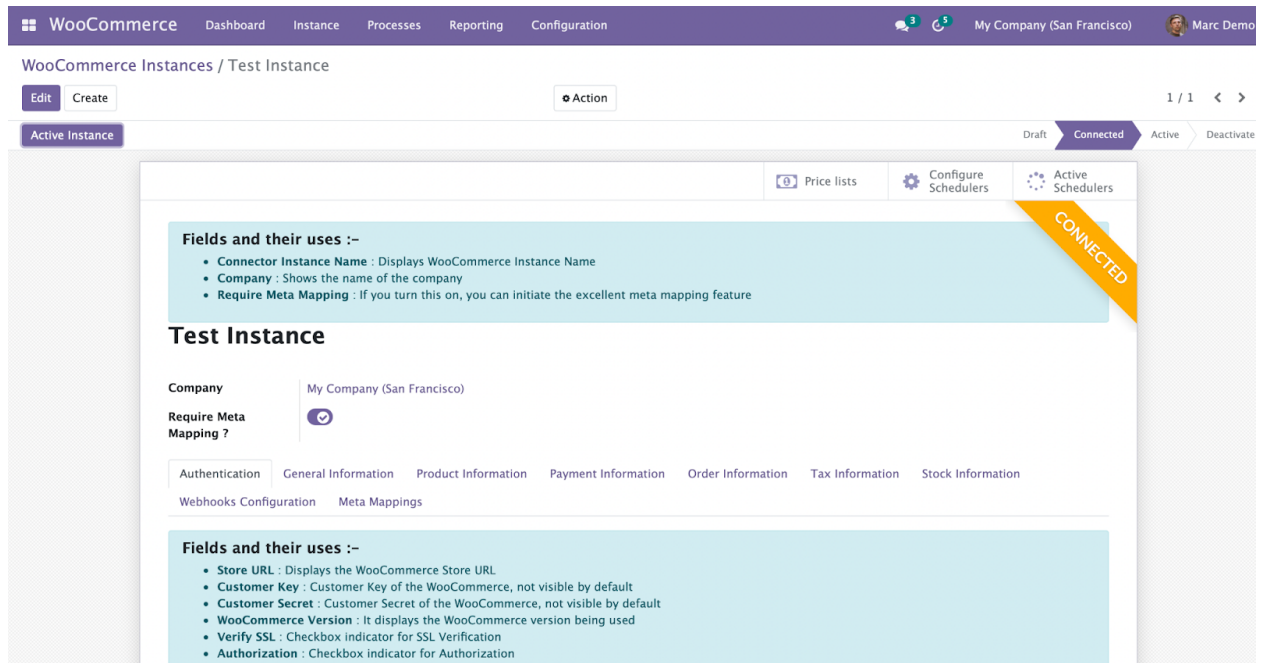 WooCommerce Dashboard Instance Processes Reporting Configuration 3 5 My Company (San Francisco) Marc Demo
WooCommerce Instances / Test Instance
Edit Create Action 1 / 1
Active Instance Draft Connected Active Deactivate
Price lists
Configure Schedulers
Active Schedulers
CONNECTED
Fields and their uses :-
• Connector Instance Name : Displays WooCommerce Instance Name
• Company : Shows the name of the company
• Require Meta Mapping : If you turn this on, you can initiate the excellent meta mapping feature
Test Instance
Company My Company (San Francisco)
Require Meta
Mapping ?
Authentication General Information Product Information Payment Information Order Information Tax Information Stock Information
Webhooks Configuration Meta Mappings
Fields and their uses :-
• Store URL : Displays the WooCommerce Store URL
• Customer Key : Customer Key of the WooCommerce, not visible by default
• Customer Secret : Customer Secret of the WooCommerce, not visible by default
• WooCommerce Version : It displays the WooCommerce version being used
• Verify SSL : Checkbox indicator for SSL Verification
• Authorization : Checkbox indicator for Authorization